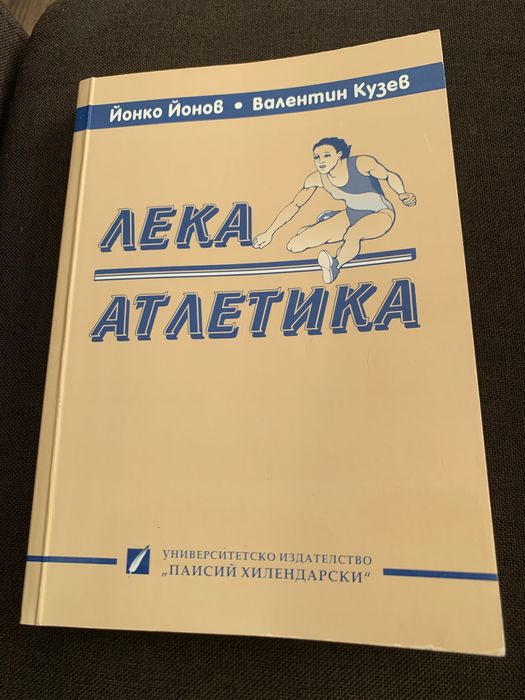 Йонко Йонов • Валентин Кузев
ЛЕКА
АТЛЕТИКА
УНИВЕРСИТЕТСКО ИЗДАТЕЛСТВО
„ПАИСИЙ ХИЛЕНДАРСКИ“